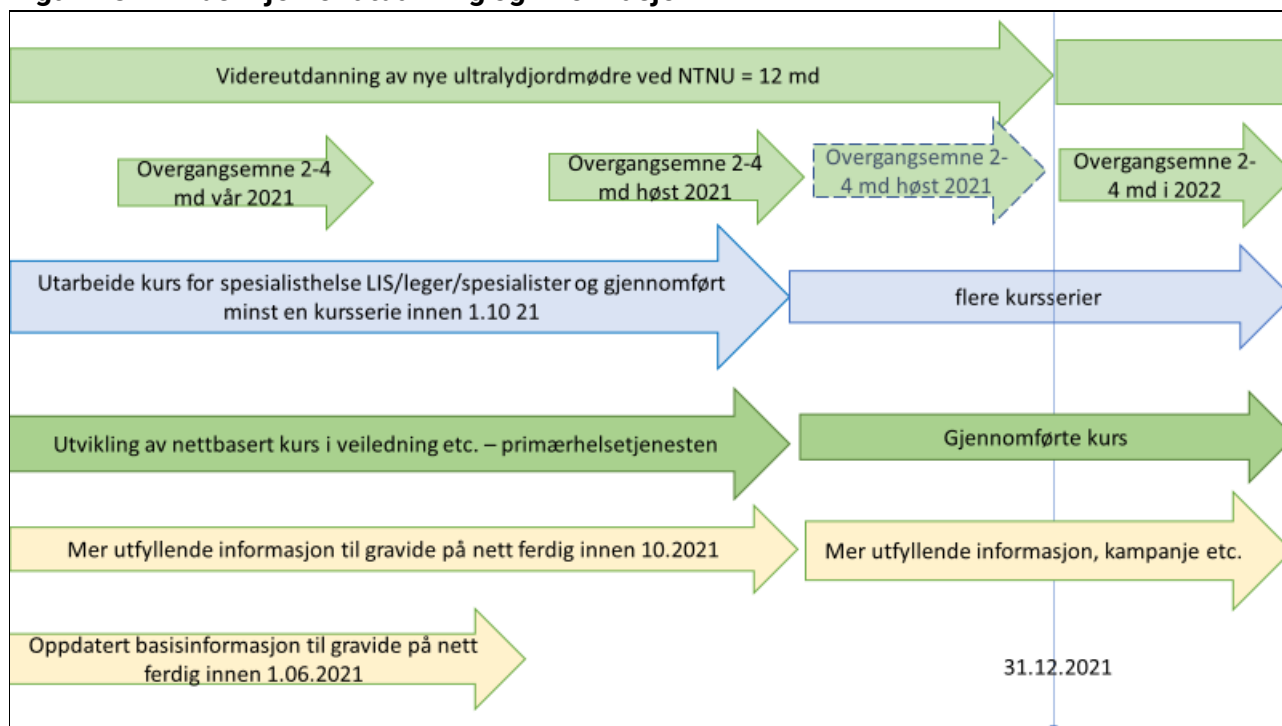 Videreutdanning av nye ultralydjordmødre ved NTNU = 12 md
Overgangsemne 2-4
md vår 2021
Overgangsemne 2-4
md høst 2021
Overgangsemne 2-
4 md høst 2021
Overgangsemne 2-
4 md i 2022
Utarbeide kurs for spesialisthelse LIS/leger/spesialister og gjennomført
minst en kursserie innen 1.10 21
flere kursserier
Utvikling av nettbasert kurs i veiledning etc. – primærhelsetjenesten
Gjennomførte kurs
Mer utfyllende informasjon til gravide på nett ferdig innen 10.2021
Mer utfyllende informasjon, kampanje etc.
Oppdatert basisinformasjon til gravide på nett
ferdig innen 1.06.2021
31.12.2021